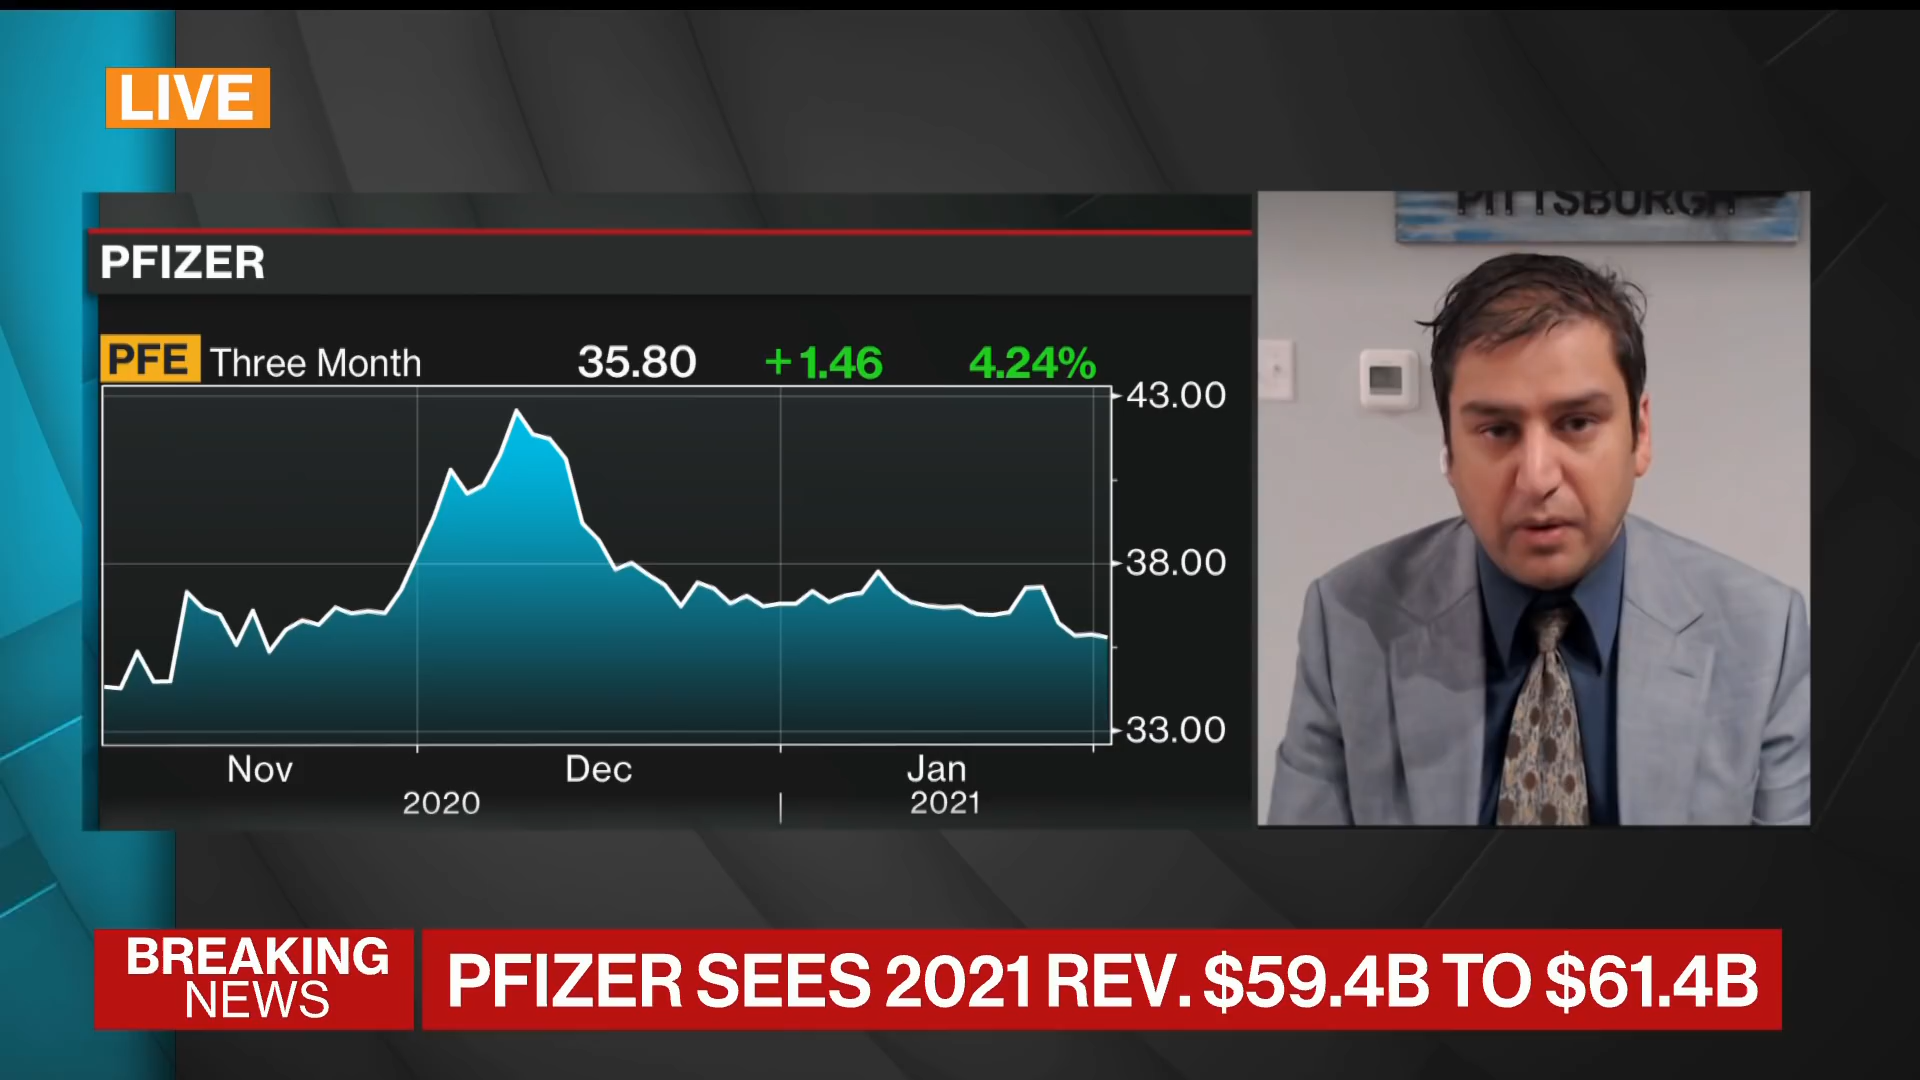 LIVE
PITTSBURGH
PFIZER
PFE Three Month 35.80 +1.46 4.24%
43.00
38.00
33.00
Nov Dec Jan
2020 2021
BREAKING
NEWS
PFIZER SEES 2021 REV. $59.4B TO $61.4B